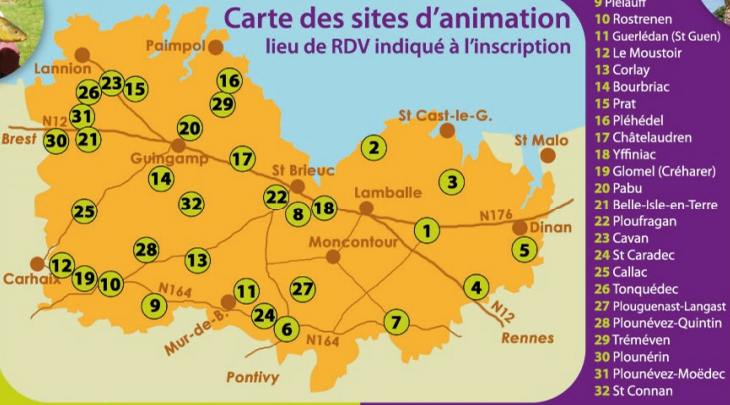 Carte des sites d'animation
lieu de RDV indiqué à l'inscription
Paimpol
Lannion
23
15
16
26
29
31
N12
St Cast-le-G.
Brest
30
21
20
2
St Malo
Guingamp
17
14
St Brieuc
3
Lamballe
32
22
8
18
25
N176
1
Dinan
Moncontour
5
28
13
12
Carhaix
19
10
N164
11
27
4
9
Mur-de-B.
24
6
7
N12
N164
Rennes
Pontivy
9 Plélauff
10 Rostrenen
11 Guerlédan (St Guen)
12 Le Moustoir
13 Corlay
14 Bourbriac
15 Prat
16 Pléhédel
17 Châtelaudren
18 Yffiniac
19 Glomel (Créharer)
20 Pabu
21 Belle-Isle-en-Terre
22 Ploufragan
23 Cavan
24 St Caradec
25 Callac
26 Tonquédec
27 Plouguenast-Langast
28 Plounévez-Quintin
29 Tréméven
30 Plounérin
31 Plounévez-Moëdec
32 St Connan